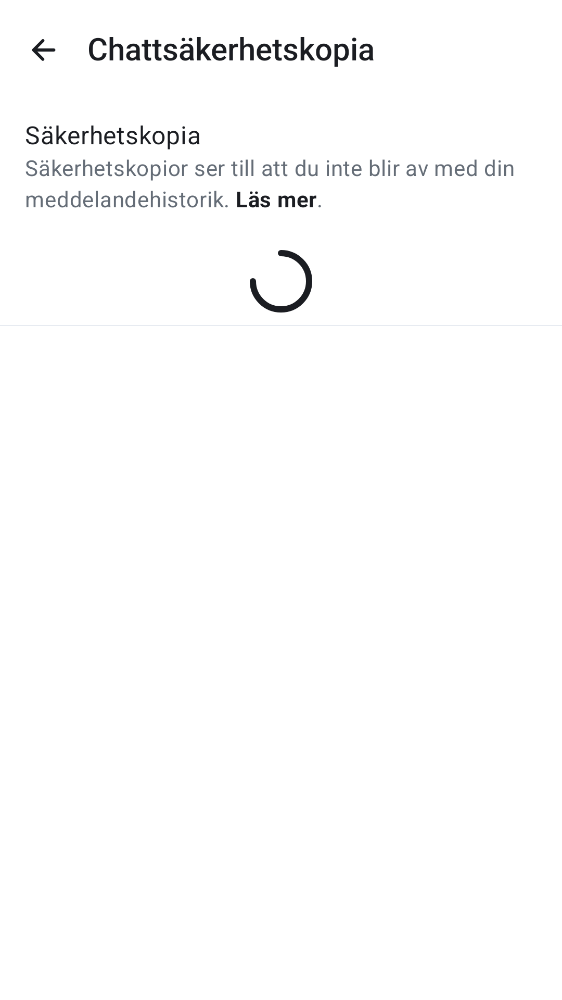 Chattsäkerhetskopia
Säkerhetskopia
Säkerhetskopior ser till att du inte blir av med din
meddelandehistorik. Läs mer.